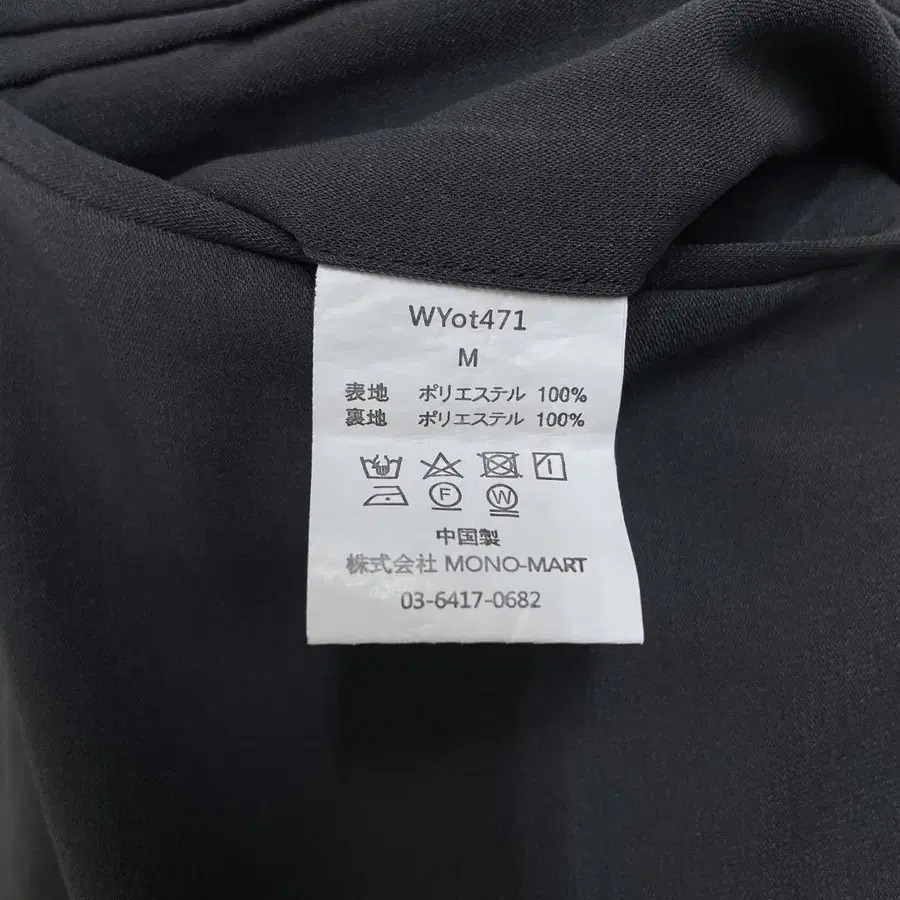 WYot471
M
表地 ポリエステル 100%
裏地 ポリエステル 100%
F W
中国製
株式会社 MONO-MART
03-6417-0682